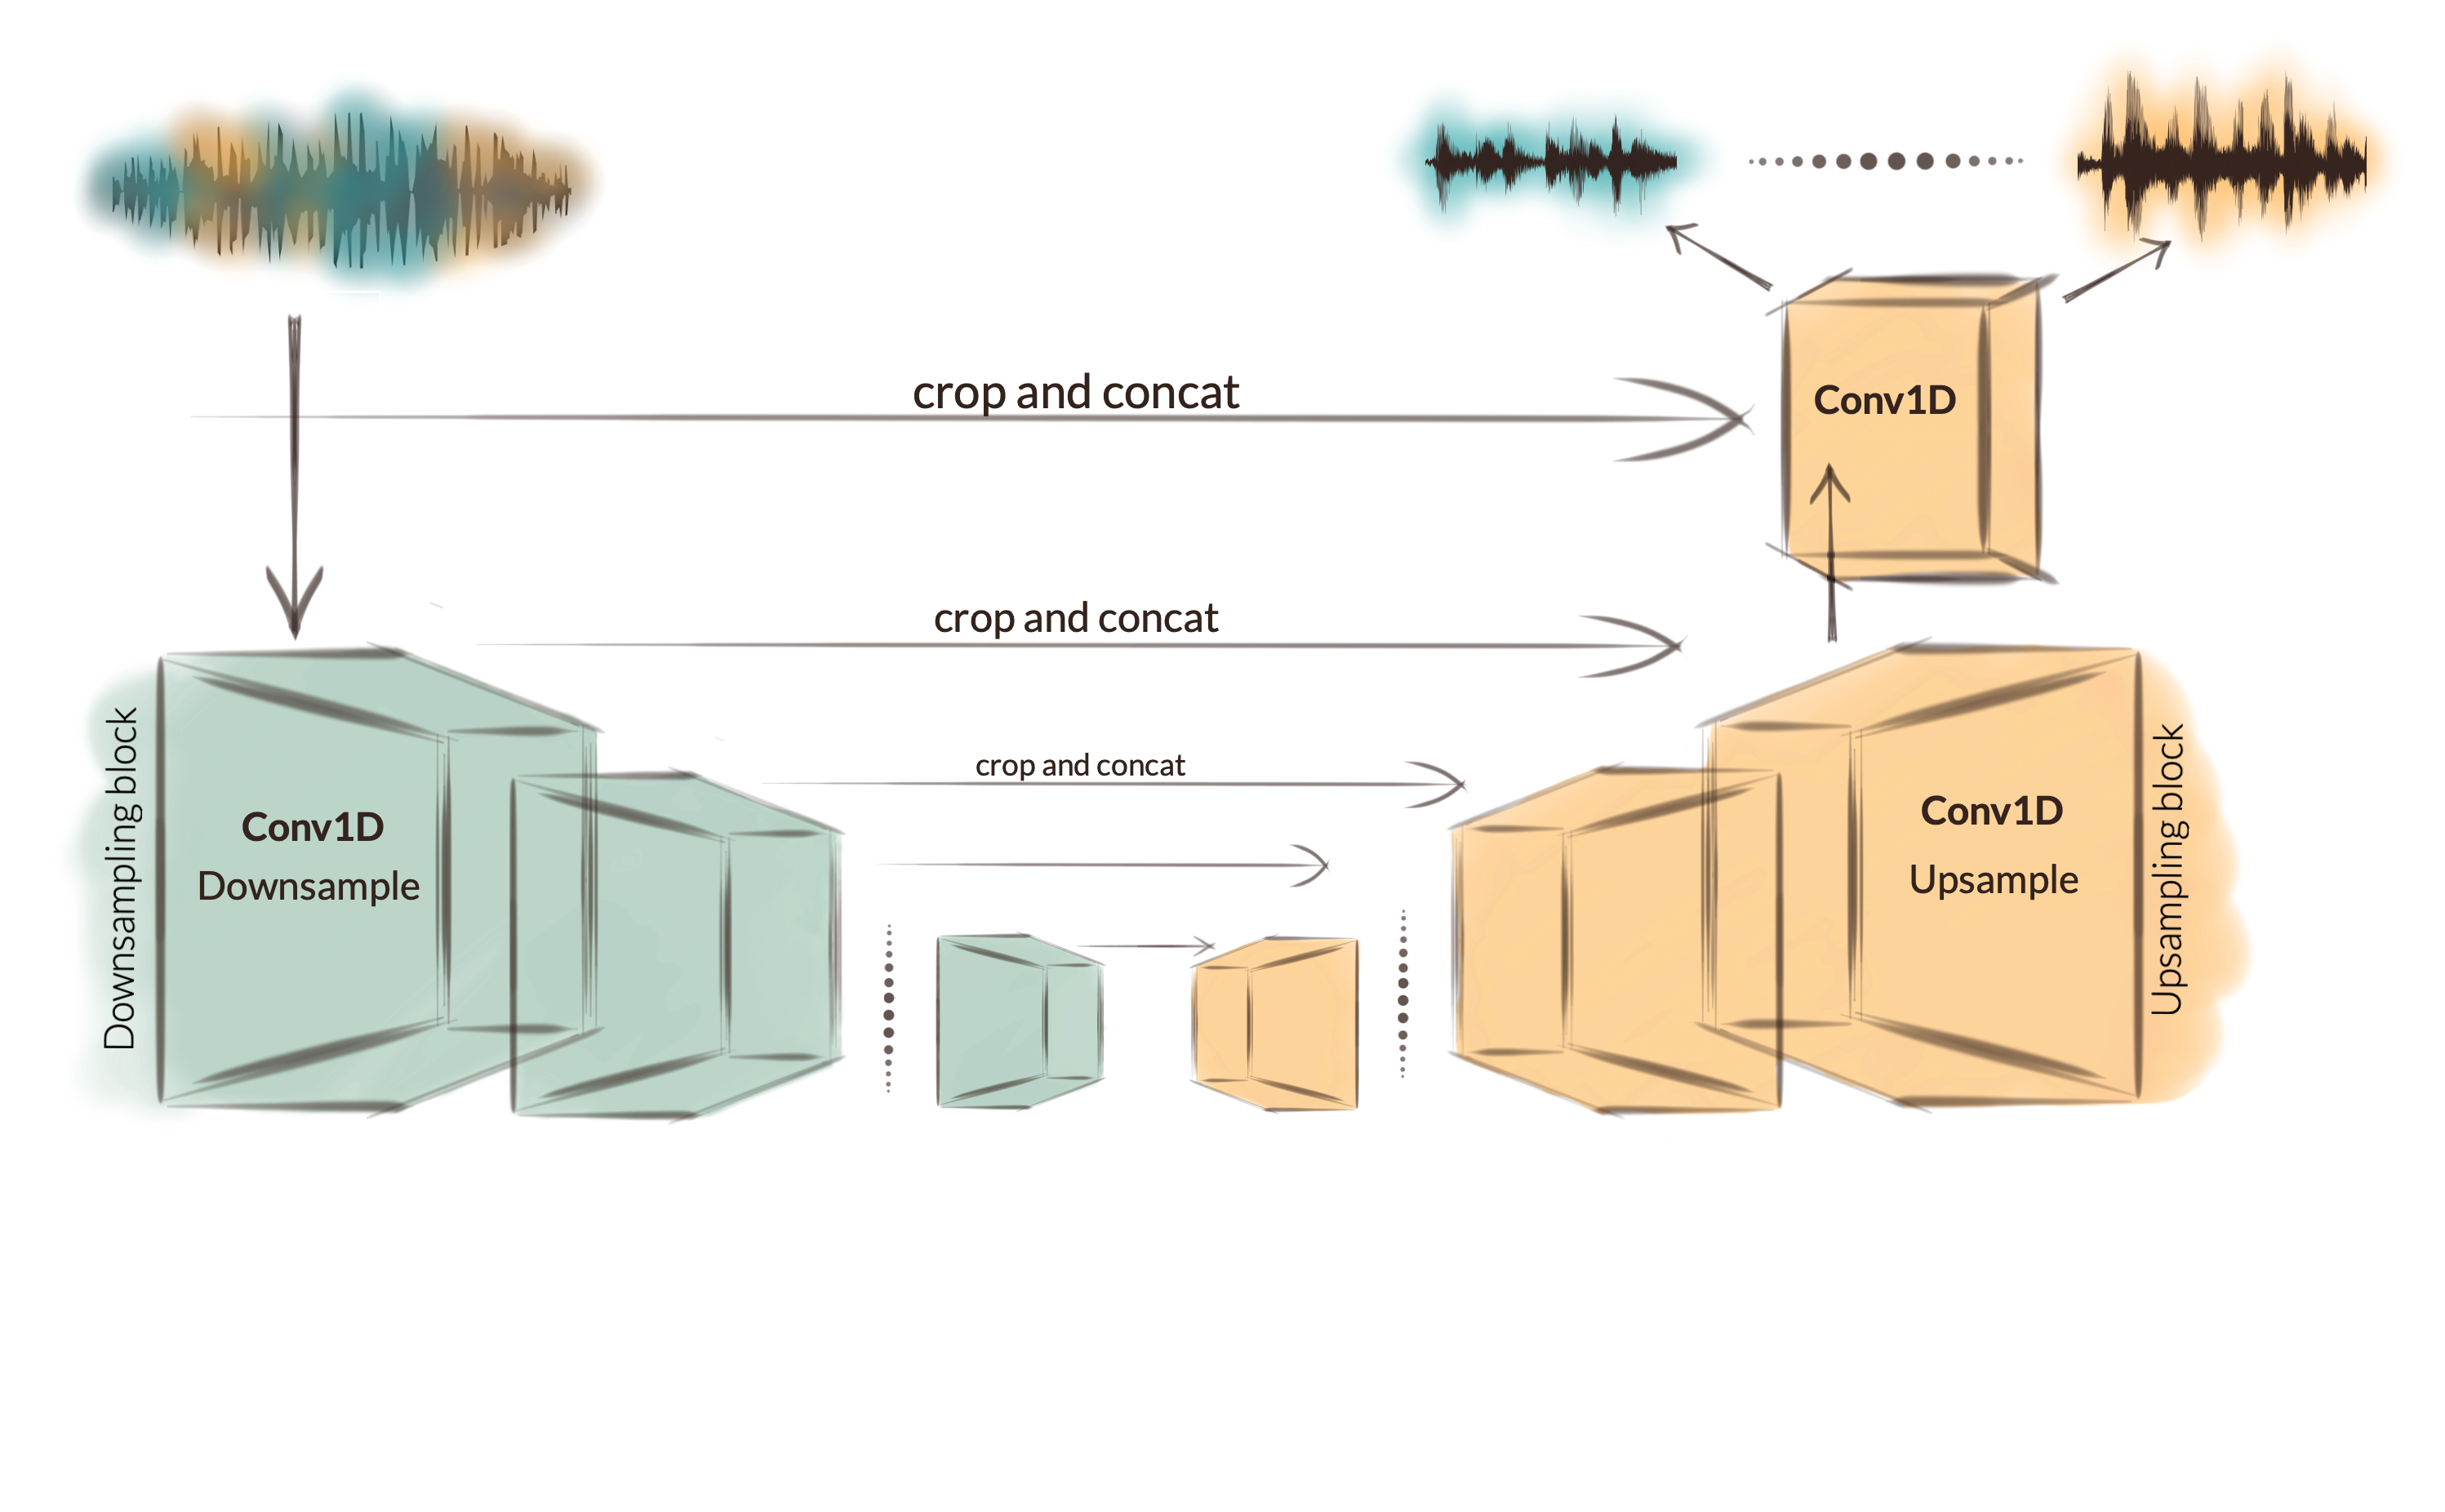 crop and concat
Conv1D
crop and concat
crop and concat
Downsampling block
Conv1D
Downsample
Conv1D
Upsample
Upsampling block